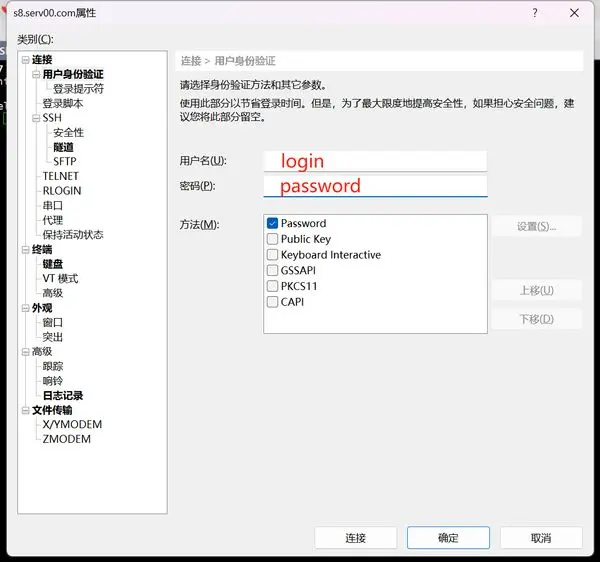 s8.serv00.com属性
?
类别(C):
连接
用户身份验证
登录提示符
登录脚本
SSH
安全性
隧道
SFTP
TELNET
RLOGIN
串口
代理
保持活动状态
终端
键盘
VT 模式
高级
外观
窗口
突出
高级
跟踪
响铃
日志记录
文件传输
X/YMODEM
ZMODEM
连接 > 用户身份验证
请选择身份验证方法和其它参数。
使用此部分以节省登录时间。但是，为了最大限度地提高安全性，如果担心安全问题，建
议您将此部分留空。
用户名(U):
login
密码(P):
password
方法(M):
Password
Public Key
Keyboard Interactive
GSSAPI
PKCS11
CAPI
设置(S)...
上移(U)
下移(D)
连接
确定
取消